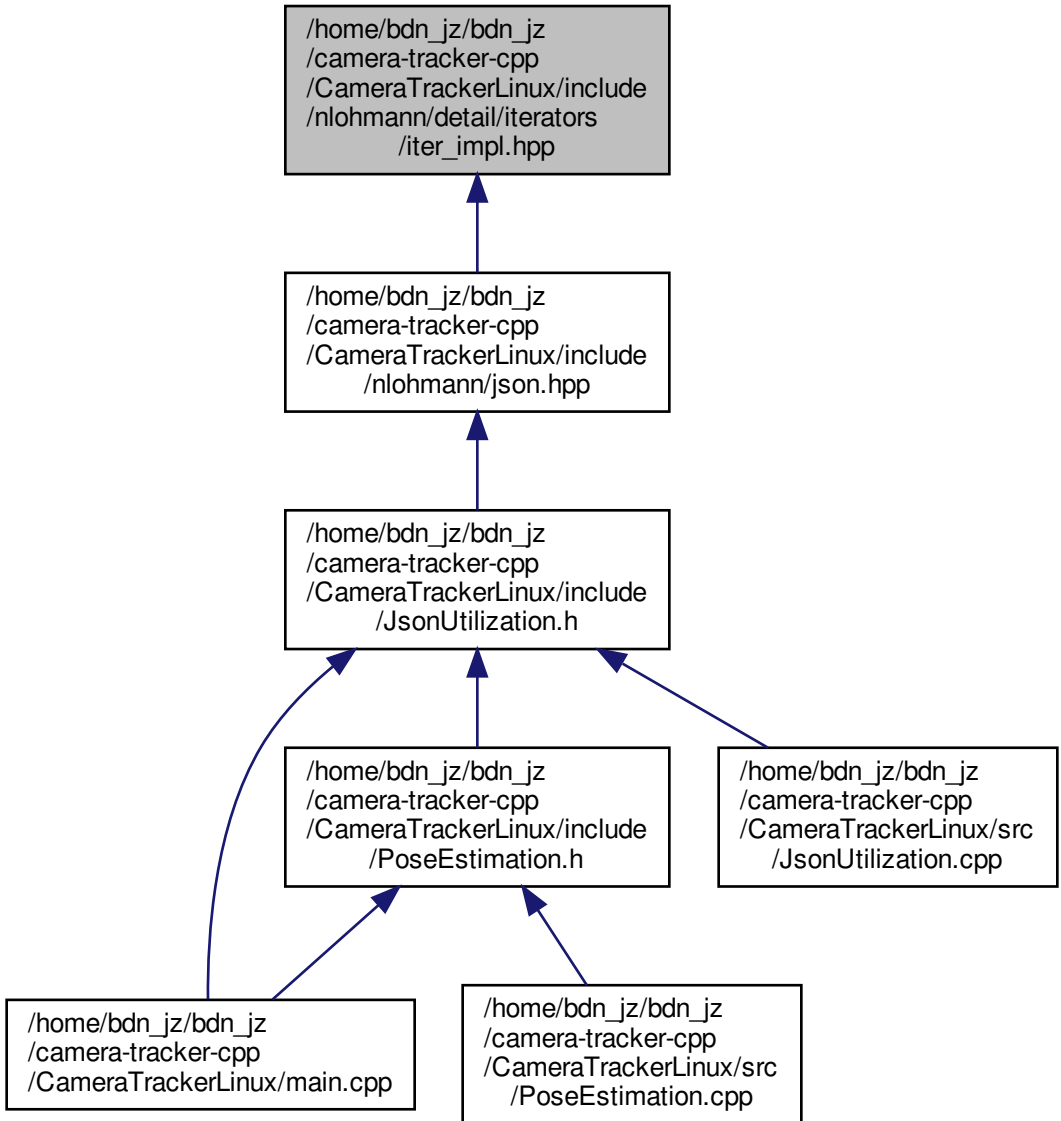 /home/bdn_jz/bdn_jz
/camera-tracker-cpp
/CameraTrackerLinux/include
/nlohmann/detail/iterators
/iter_impl.hpp
/home/bdn_jz/bdn_jz
/camera-tracker-cpp
/CameraTrackerLinux/include
/nlohmann/json.hpp
/home/bdn_jz/bdn_jz
/camera-tracker-cpp
/CameraTrackerLinux/include
/JsonUtilization.h
/home/bdn_jz/bdn_jz
/camera-tracker-cpp
/CameraTrackerLinux/include
/PoseEstimation.h
/home/bdn_jz/bdn_jz
/camera-tracker-cpp
/CameraTrackerLinux/src
/JsonUtilization.cpp
/home/bdn_jz/bdn_jz
/camera-tracker-cpp
/CameraTrackerLinux/main.cpp
/home/bdn_jz/bdn_jz
/camera-tracker-cpp
/CameraTrackerLinux/src
/PoseEstimation.cpp